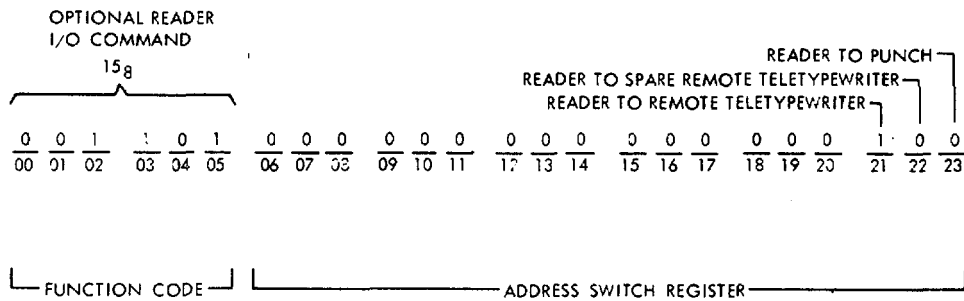 OPTIONAL READER
I/O COMMAND
15₈
READER TO PUNCH
READER TO SPARE REMOTE TELETYPEWRITER
READER TO REMOTE TELETYPEWRITER
0 0 1 1 0 1 0 0 0 0 0 0 0 0 0 0 0 0 0 0 0 1 0 0
00 01 02 03 04 05 06 07 08 09 10 11 12 13 14 15 16 17 18 19 20 21 22 23
FUNCTION CODE ADDRESS SWITCH REGISTER